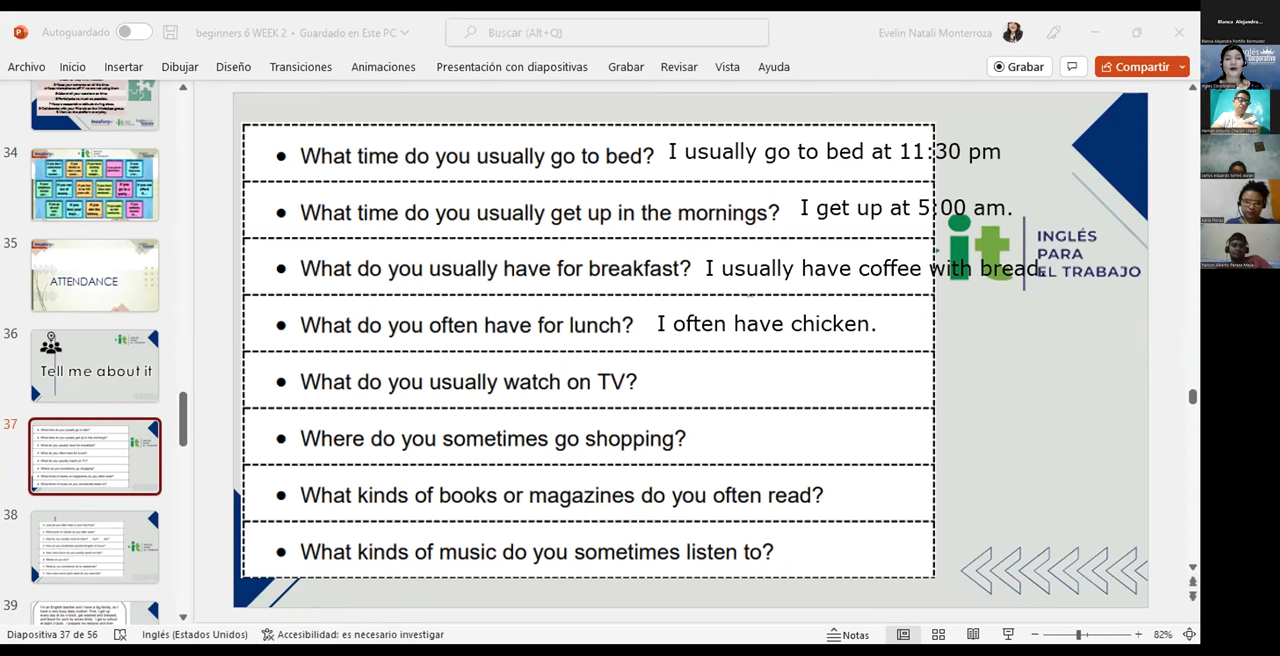 Autoguardado
beginners 6 WEEK 2 • Guardado en Este PC
Buscar (Alt+Q)
Evelin Natali Monterroza
Archivo Inicio Insertar Dibujar Diseño Transiciones Animaciones Presentación con diapositivas Grabar Revisar Vista Ayuda
Grabar
Compartir
34
35
ATTENDANCE
36
Tell me about it
37
38
39
• What time do you usually go to bed? I usually go to bed at 11:30 pm
• What time do you usually get up in the mornings? I get up at 5:00 am.
• What do you usually have for breakfast? I usually have coffee with bread.
• What do you often have for lunch? I often have chicken.
• What do you usually watch on TV?
• Where do you sometimes go shopping?
• What kinds of books or magazines do you often read?
• What kinds of music do you sometimes listen to?
it
INGLÉS
PARA
EL TRABAJO
Blanca Alejandra...
Diapositiva 37 de 56
Inglés (Estados Unidos)
Accesibilidad: es necesario investigar
Notas
82%